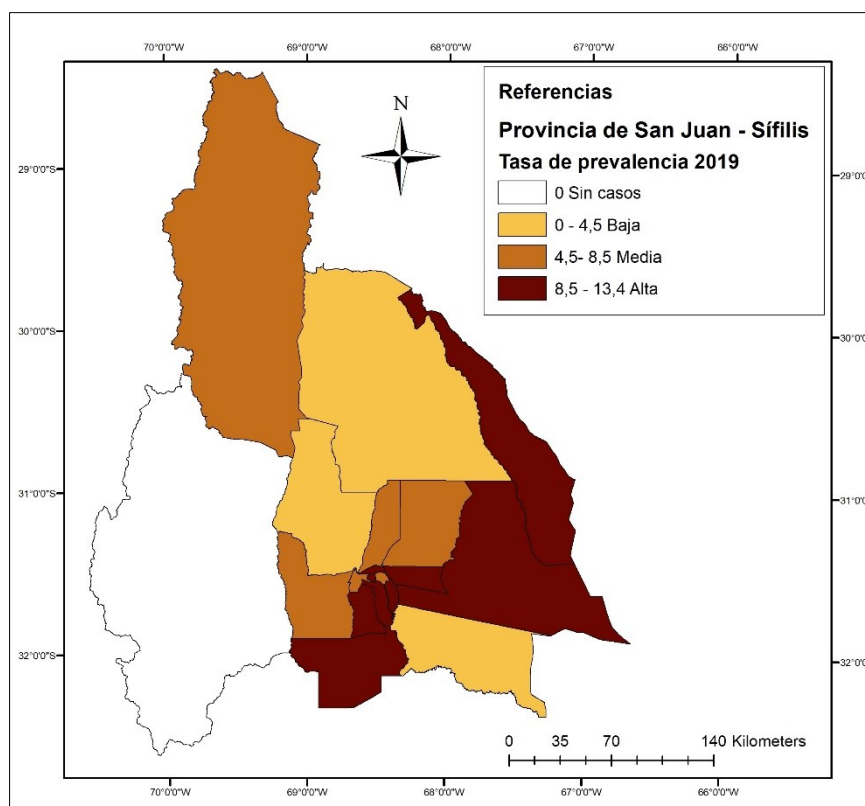 70°0'0"W 69°0'0"W 68°0'0"W 67°0'0"W 66°0'0"W
Referencias
N
Provincia de San Juan - Sífilis
Tasa de prevalencia 2019
29°0'0"S 29°0'0"S
0 Sin casos
0 - 4,5 Baja
4,5- 8,5 Media
8,5 - 13,4 Alta
30°0'0"S 30°0'0"S
31°0'0"S 31°0'0"S
32°0'0"S 32°0'0"S
0 35 70 140 Kilometers
70°0'0"W 69°0'0"W 68°0'0"W 67°0'0"W 66°0'0"W